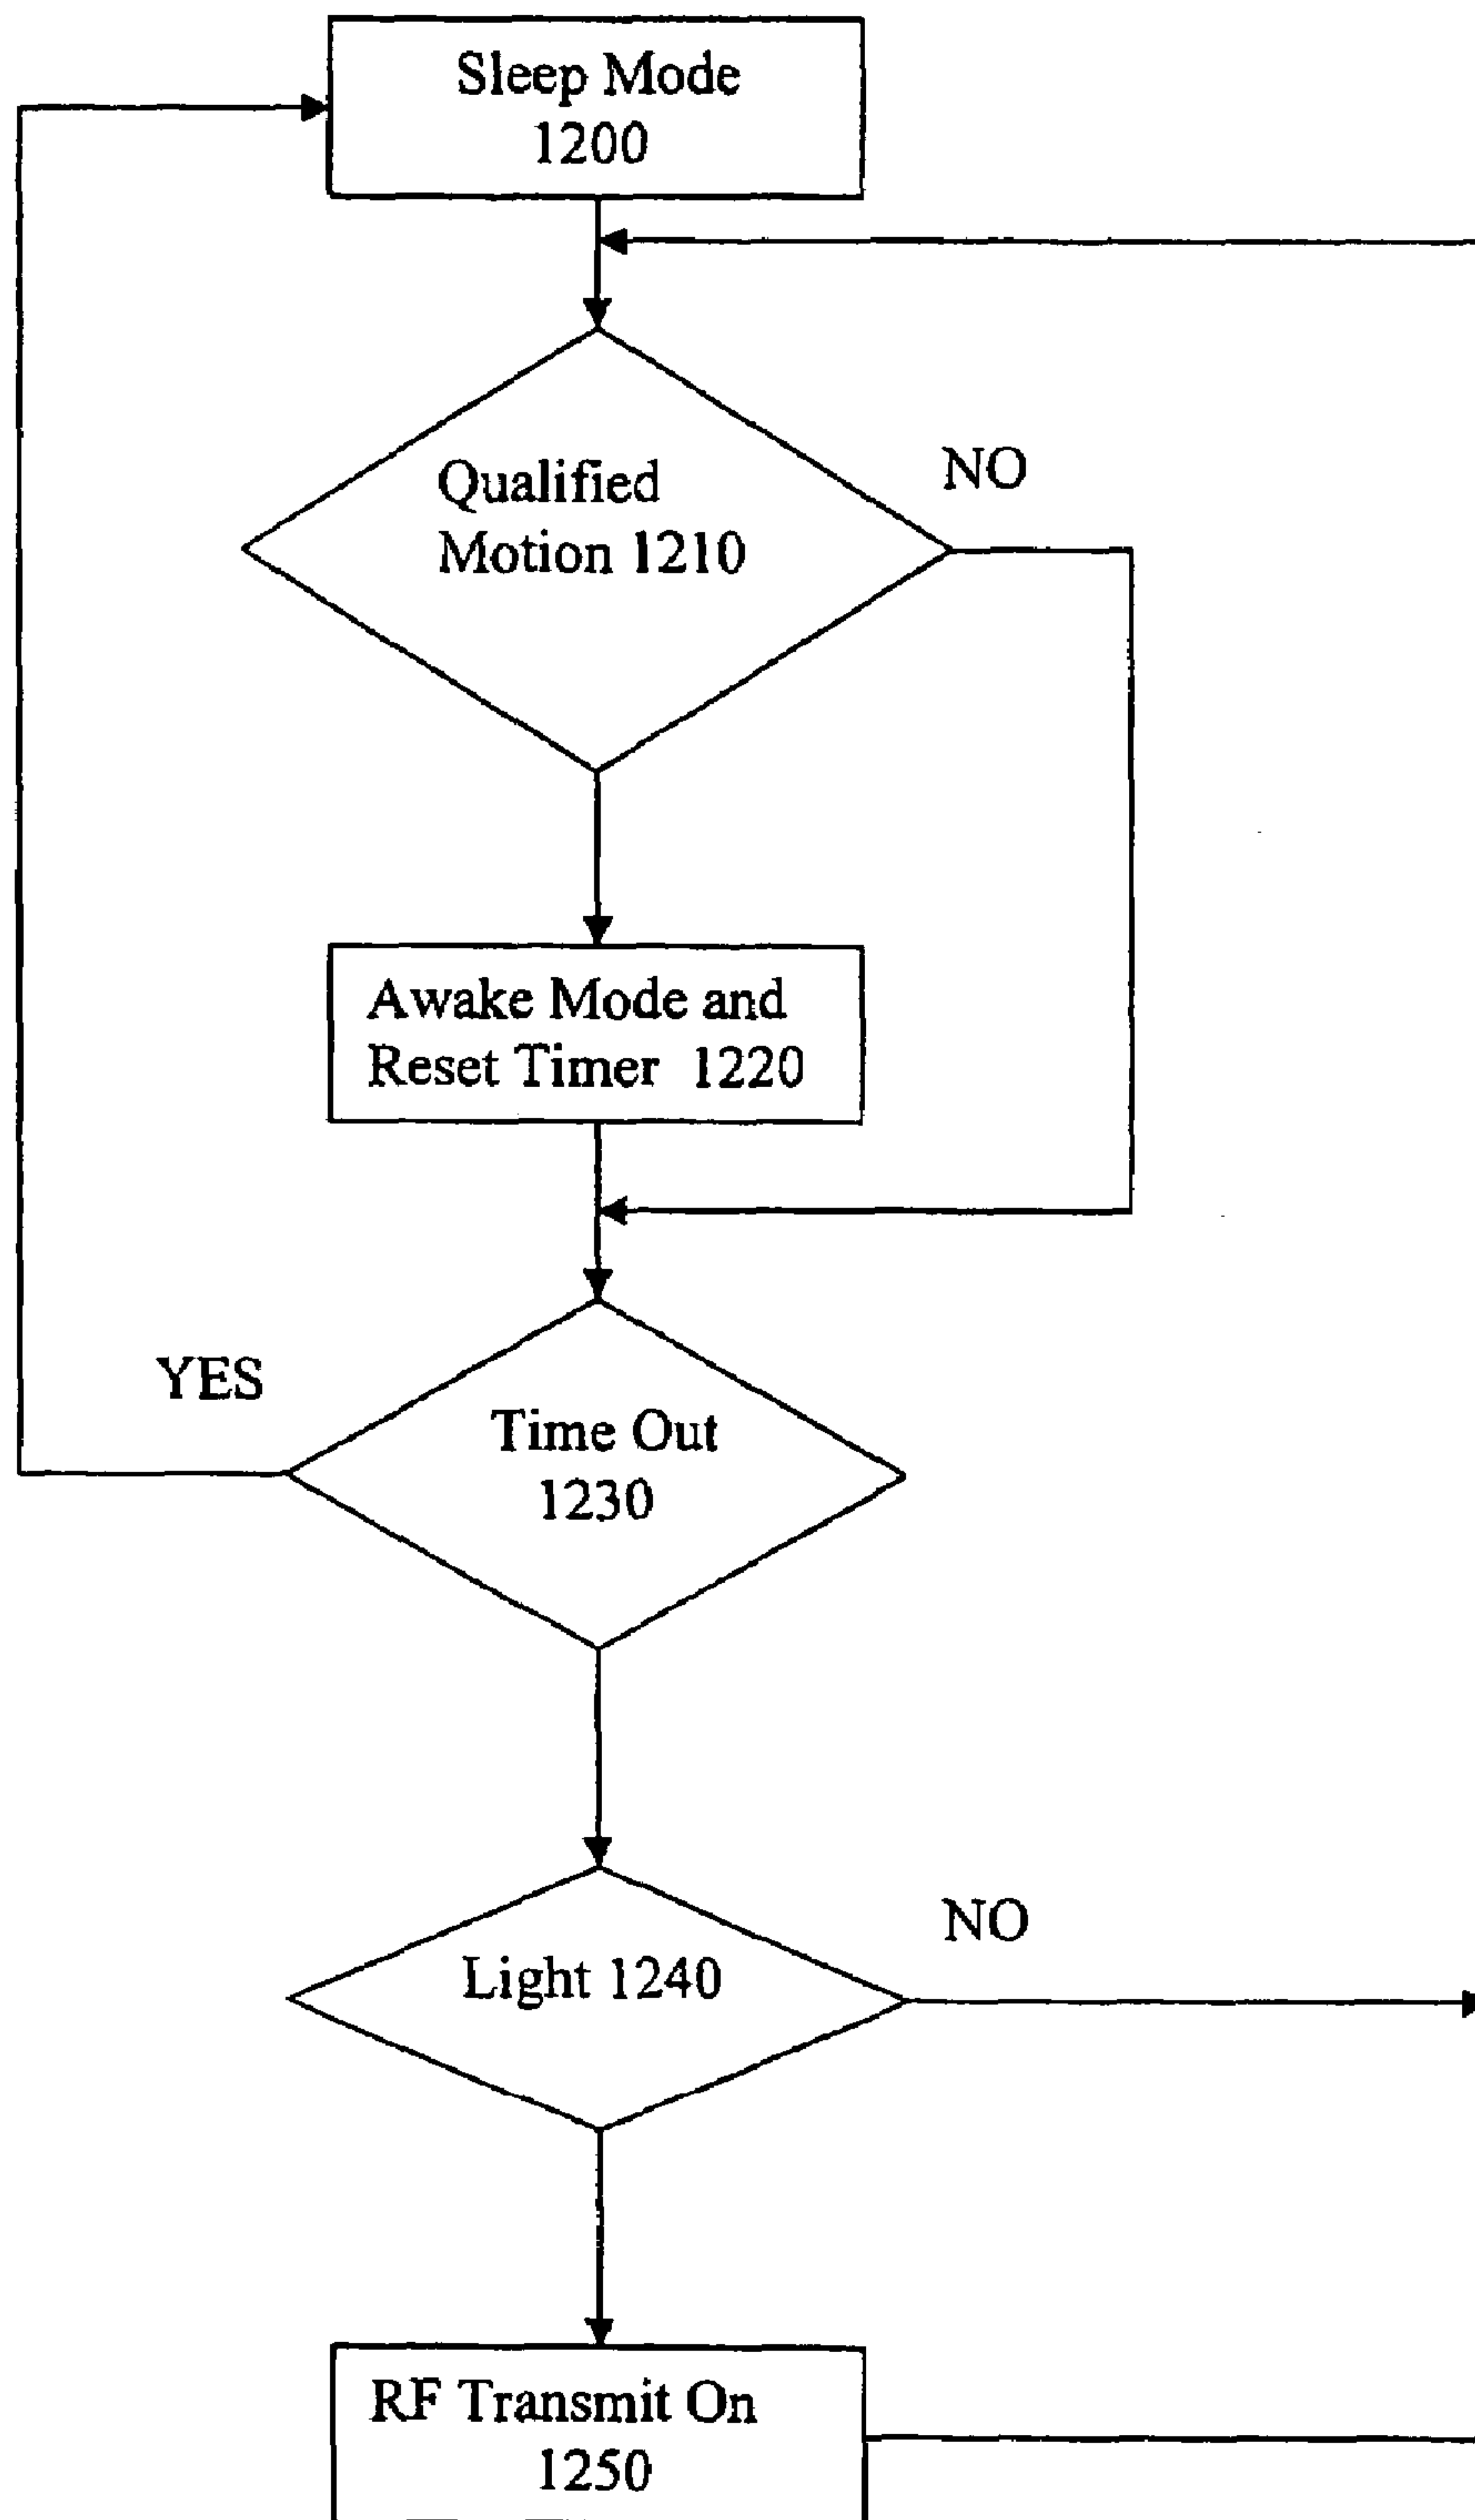 Sleep Mode
1200
NO
Qualified
Motion 1210
Awake Mode and
Reset Timer 1220
YES
Time Out
1230
NO
Light 1240
RF Transmit On
1250